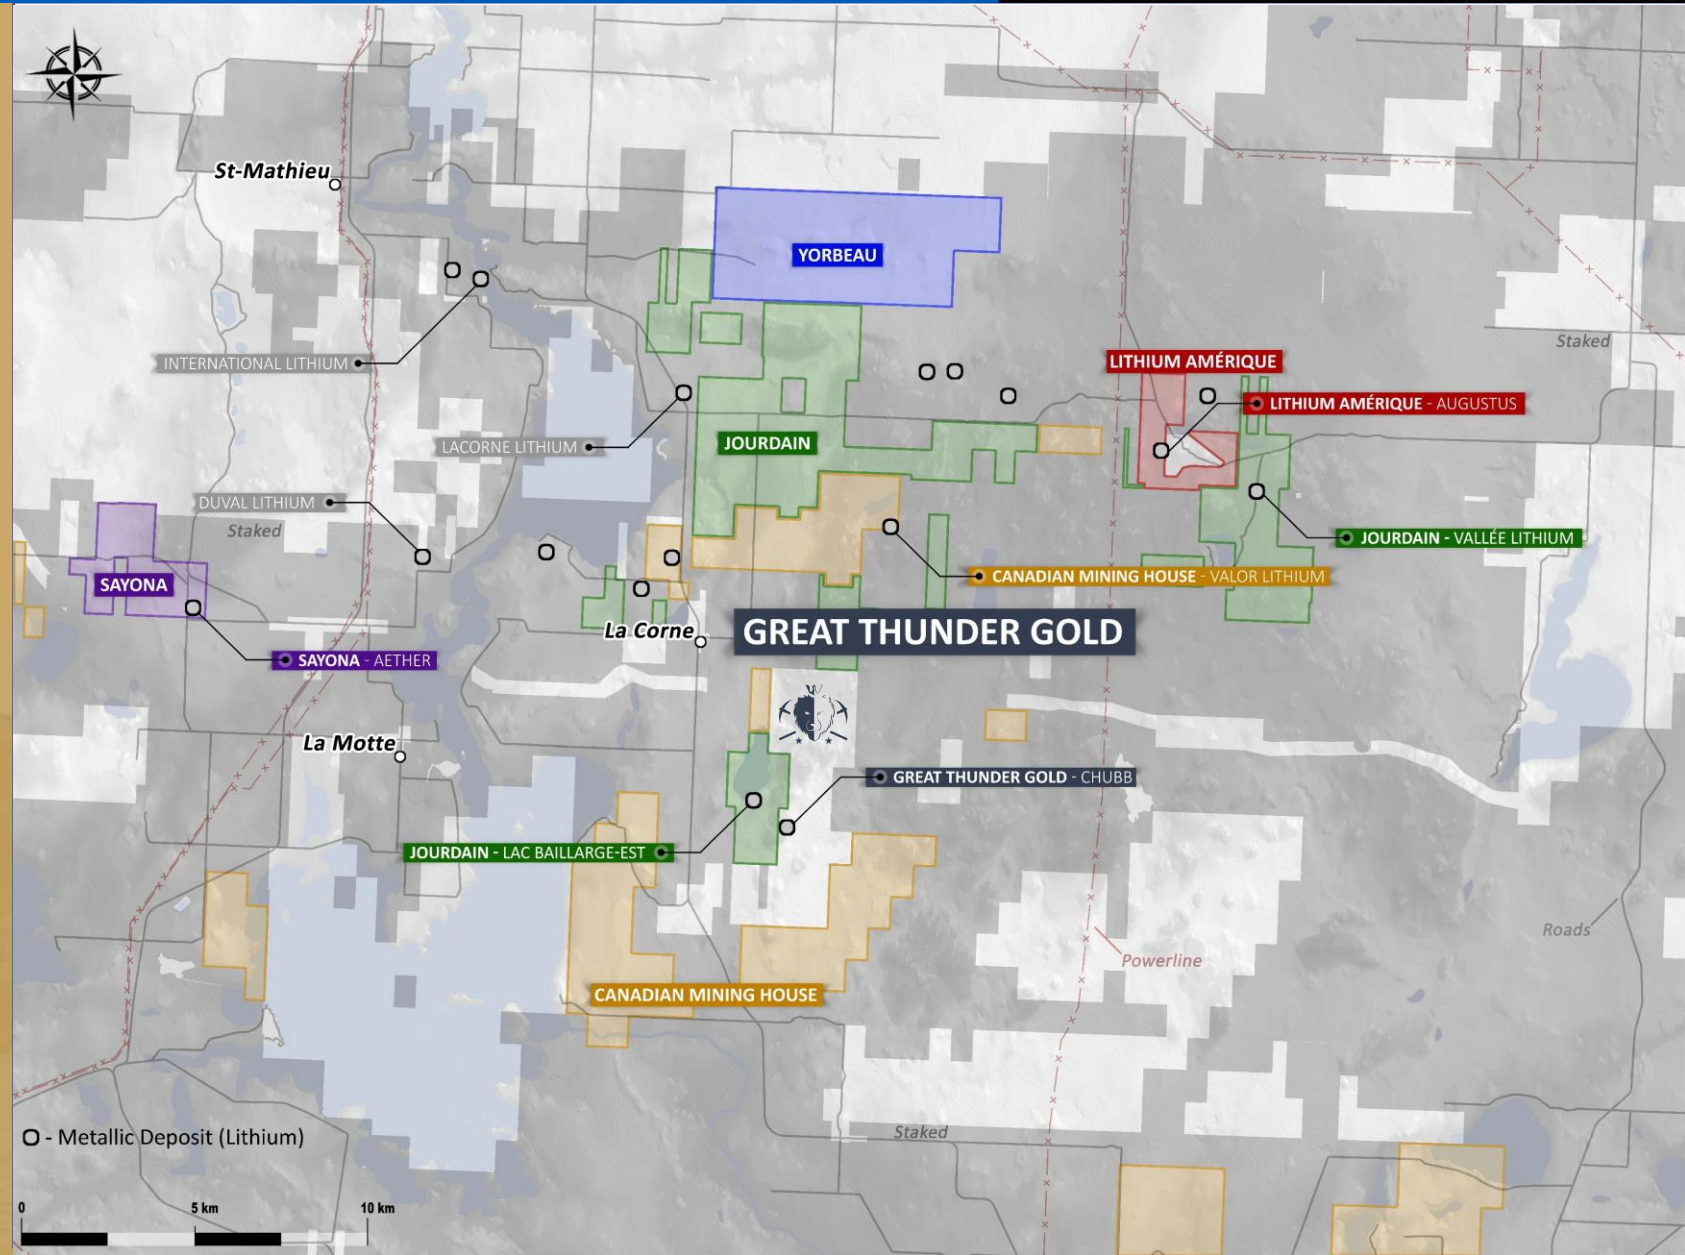 St-Mathieu
YORBEAU
INTERNATIONAL LITHIUM
Staked
LITHIUM AMÉRIQUE
LITHIUM AMÉRIQUE - AUGUSTUS
LACORNE LITHIUM
JOURDAIN
DUVAL LITHIUM
Staked
JOURDAIN - VALLÉE LITHIUM
SAYONA
CANADIAN MINING HOUSE - VALOR LITHIUM
La Corne
GREAT THUNDER GOLD
SAYONA - AETHER
La Motte
GREAT THUNDER GOLD - CHUBB
JOURDAIN - LAC BAILLARGE-EST
Roads
Powerline
CANADIAN MINING HOUSE
Staked
O - Metallic Deposit (Lithium)
0 5 km 10 km